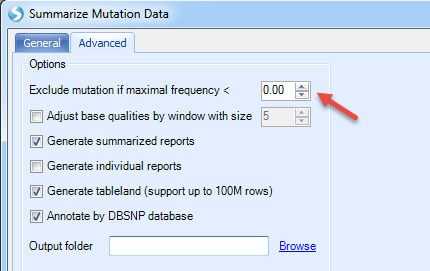 Summarize Mutation Data
General Advanced
Options
Exclude mutation if maximal frequency < 0.00
Adjust base qualities by window with size 5
Generate summarized reports
Generate individual reports
Generate tableland (support up to 100M rows)
Annotate by DBSNP database
Output folder Browse